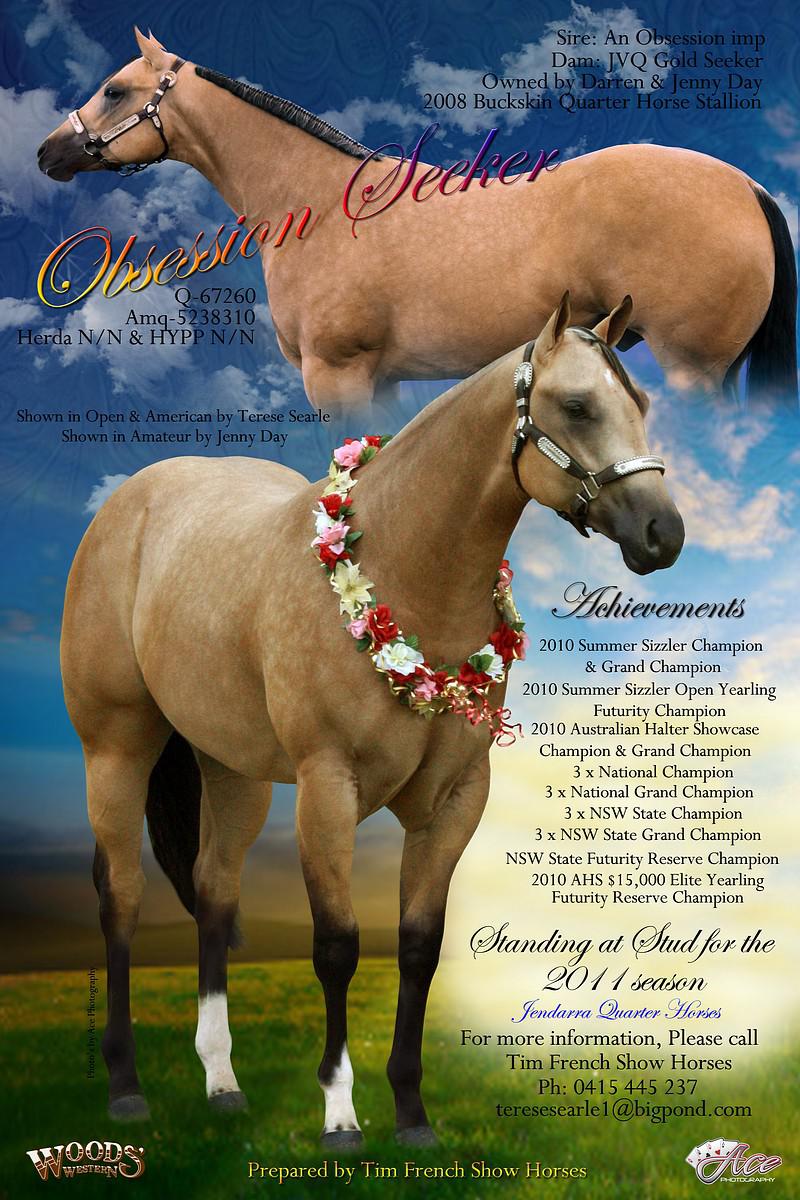 Sire: An Obsession imp
Dam: JVQ Gold Seeker
Owned by Darren & Jenny Day
2008 Buckskin Quarter Horse Stallion
Obsession Seeker
Q-67260
Amq-5238310
Herda N/N & HYPP N/N
Shown in Open & American by Terese Searle
Shown in Amateur by Jenny Day
Achievements
2010 Summer Sizzler Champion
& Grand Champion
2010 Summer Sizzler Open Yearling
Futurity Champion
2010 Australian Halter Showcase
Champion & Grand Champion
3 x National Champion
3 x National Grand Champion
3 x NSW State Champion
3 x NSW State Grand Champion
NSW State Futurity Reserve Champion
2010 AHS $15,000 Elite Yearling
Futurity Reserve Champion
Standing at Stud for the
2011 season
Jendarra Quarter Horses
For more information, Please call
Tim French Show Horses
Ph: 0415 445 237
teresesearle1@bigpond.com
Photo's by Ace Photography
WOODS
WESTERN
Prepared by Tim French Show Horses
Ace
PHOTOGRAPHY